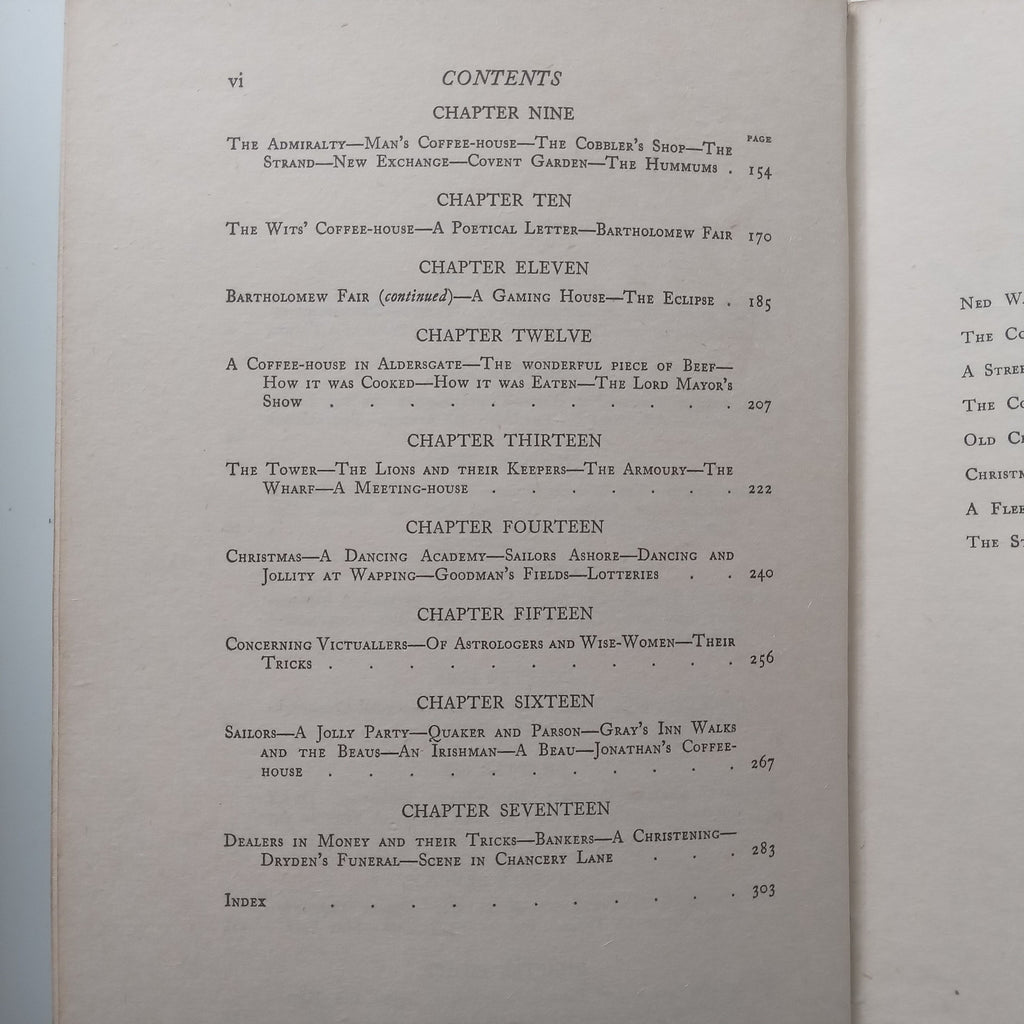 vi CONTENTS
CHAPTER NINE
PAGE
The Admiralty—Man's Coffee-house—The Cobbler's Shop—The
Strand—New Exchange—Covent Garden—The Hummums . 154
CHAPTER TEN
The Wits' Coffee-house—A Poetical Letter—Bartholomew Fair 170
CHAPTER ELEVEN
Bartholomew Fair (continued)—A Gaming House—The Eclipse . 185
CHAPTER TWELVE
A Coffee-house in Aldersgate—The wonderful piece of Beef—
How it was Cooked—How it was Eaten—The Lord Mayor's
Show . . . . . . . . . . . 207
CHAPTER THIRTEEN
The Tower—The Lions and their Keepers—The Armoury—The
Wharf—A Meeting-house . . . . . . . 222
CHAPTER FOURTEEN
Christmas—A Dancing Academy—Sailors Ashore—Dancing and
Jollity at Wapping—Goodman's Fields—Lotteries . . 240
CHAPTER FIFTEEN
Concerning Victuallers—Of Astrologers and Wise-Women—Their
Tricks . . . . . . . . . . . 256
CHAPTER SIXTEEN
Sailors—A Jolly Party—Quaker and Parson—Gray's Inn Walks
and the Beaus—An Irishman—A Beau—Jonathan's Coffee-
house . . . . . . . . . . . 267
CHAPTER SEVENTEEN
Dealers in Money and their Tricks—Bankers—A Christening—
Dryden's Funeral—Scene in Chancery Lane . . . 283
Index . . . . . . . . . . . 303
Ned
The
A
The
Old
A
The